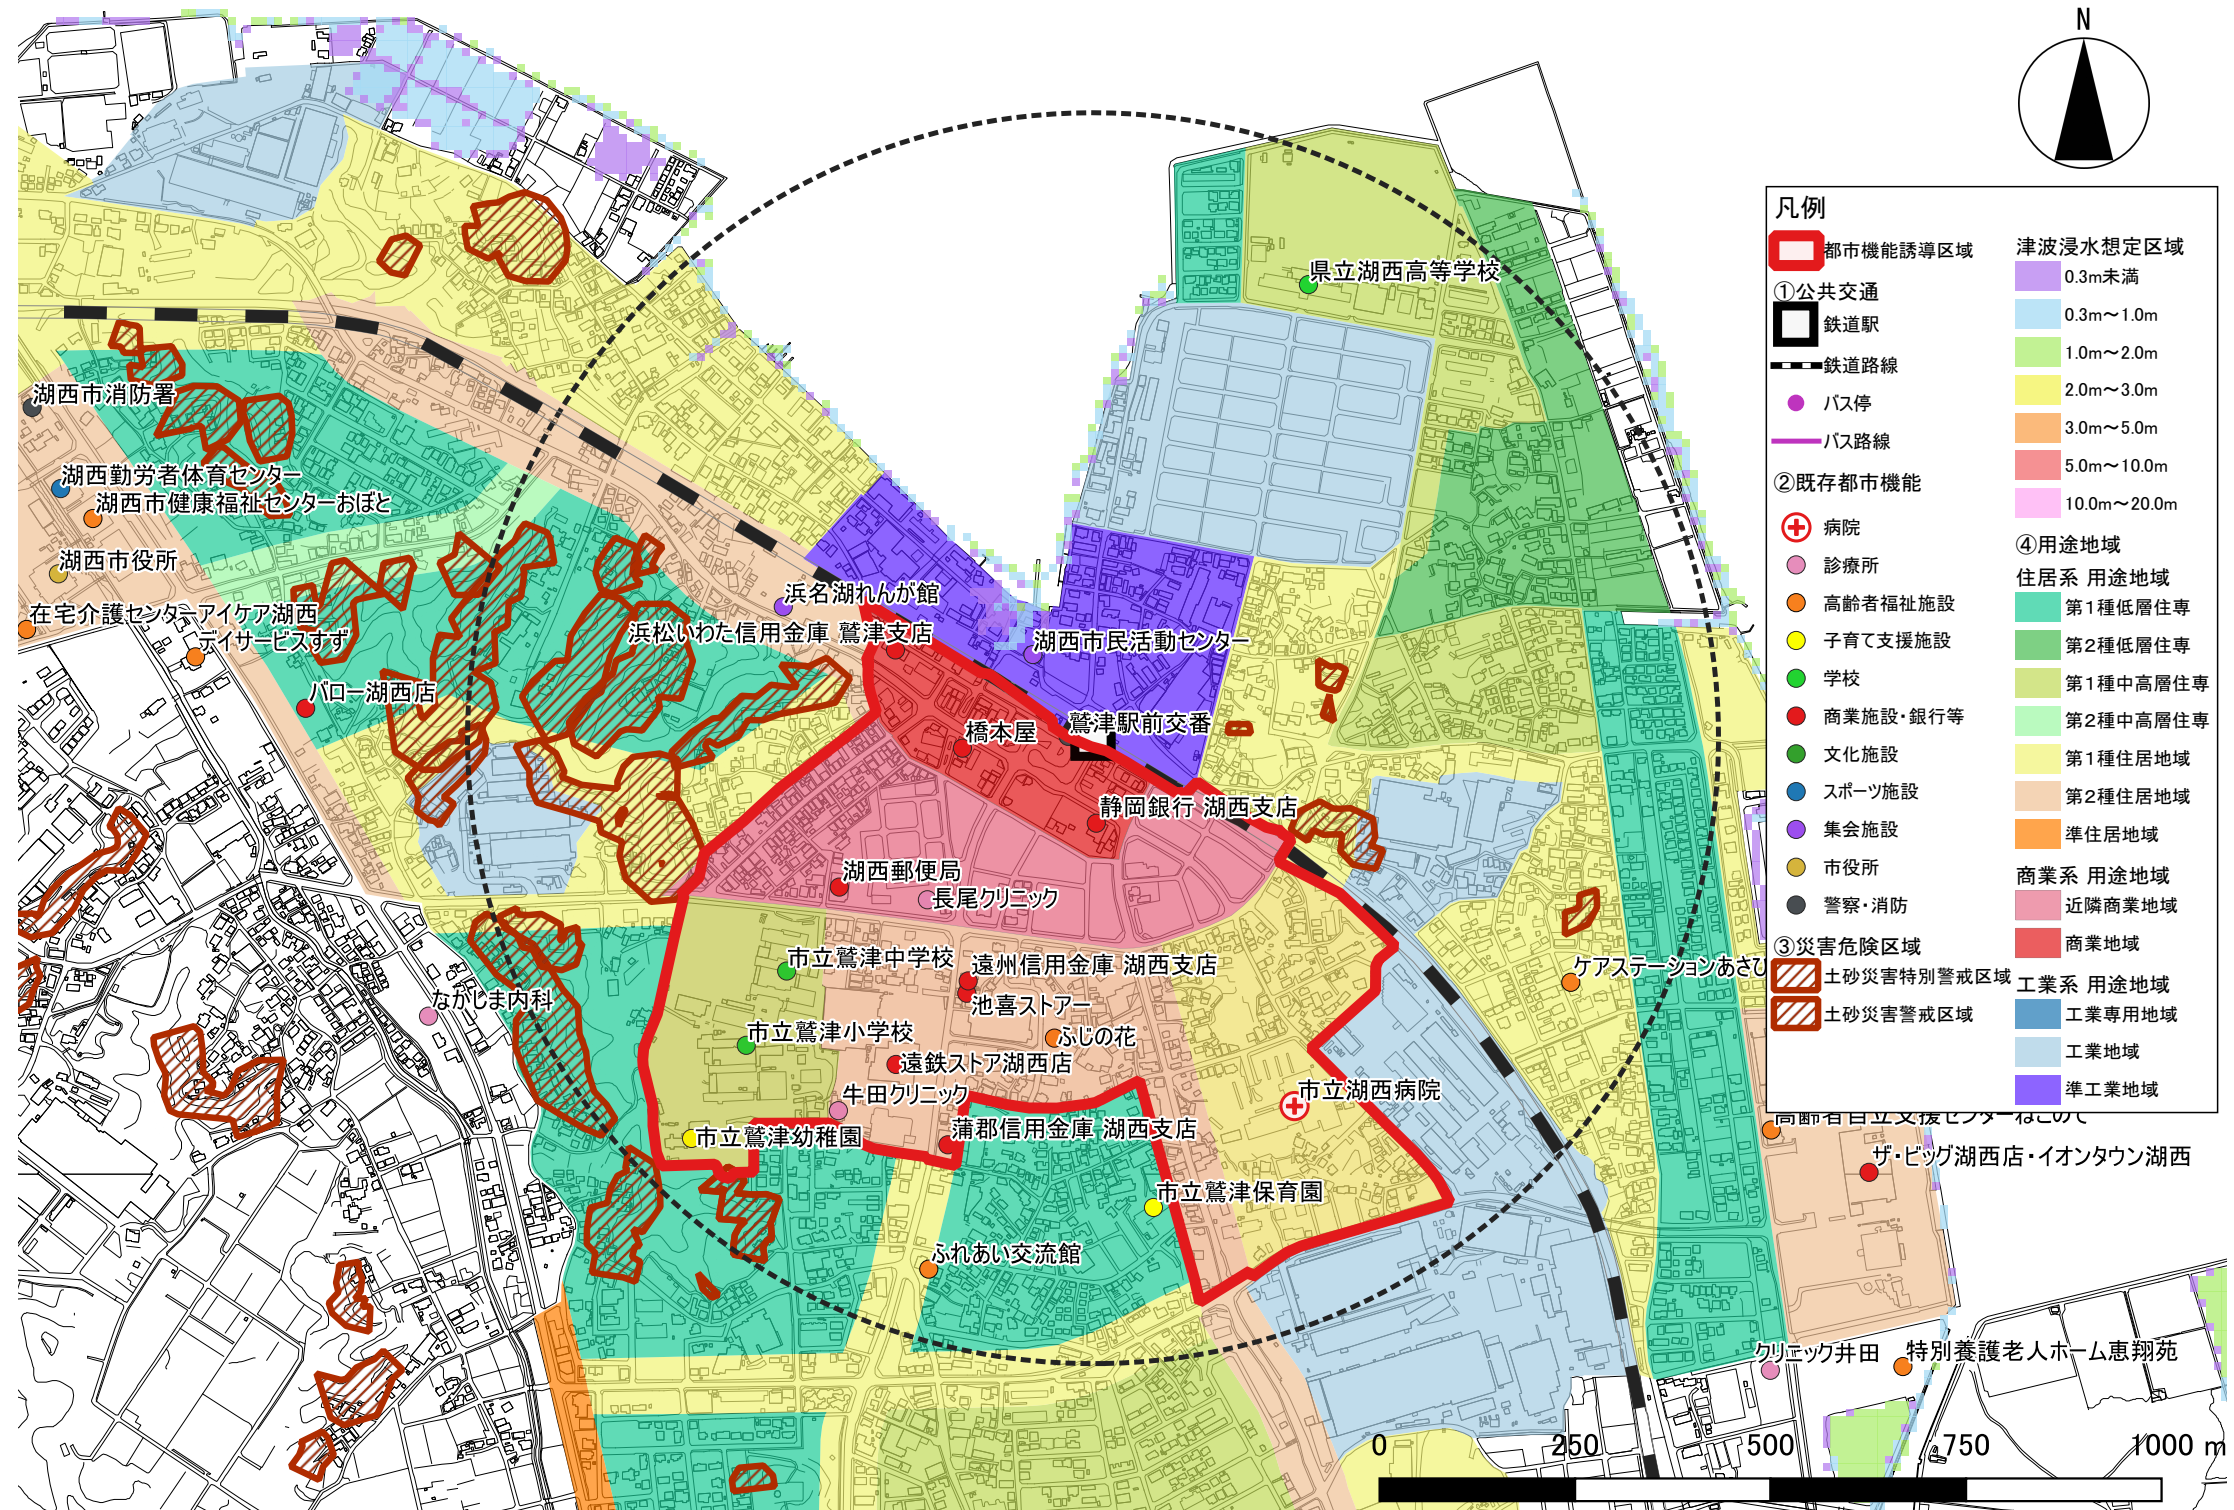 N
県立湖西高等学校
湖西市消防署
湖西勤労者体育センター
湖西市健康福祉センターおぼと
湖西市役所
在宅介護センターアイケア湖西
デイサービスすず
バロー湖西店
浜名湖れんが館
浜松いわた信用金庫 鷲津支店
湖西市民活動センター
橋本屋
鷲津駅前交番
静岡銀行 湖西支店
湖西郵便局
長尾クリニック
市立鷲津中学校
遠州信用金庫 湖西支店
池喜ストアー
ケアステーションあさひ
なかじま内科
市立鷲津小学校
ふじの花
遠鉄ストア湖西店
牛田クリニック
市立湖西病院
市立鷲津幼稚園
蒲郡信用金庫 湖西支店
高齢者自立支援センターねこのて
ザ・ビッグ湖西店・イオンタウン湖西
市立鷲津保育園
ふれあい交流館
クリニック井田
特別養護老人ホーム恵翔苑
凡例
都市機能誘導区域
①公共交通
鉄道駅
鉄道路線
バス停
バス路線
②既存都市機能
病院
診療所
高齢者福祉施設
子育て支援施設
学校
商業施設・銀行等
文化施設
スポーツ施設
集会施設
市役所
警察・消防
③災害危険区域
土砂災害特別警戒区域
土砂災害警戒区域
津波浸水想定区域
0.3m未満
0.3m～1.0m
1.0m～2.0m
2.0m～3.0m
3.0m～5.0m
5.0m～10.0m
10.0m～20.0m
④用途地域
住居系 用途地域
第1種低層住専
第2種低層住専
第1種中高層住専
第2種中高層住専
第1種住居地域
第2種住居地域
準住居地域
商業系 用途地域
近隣商業地域
商業地域
工業系 用途地域
工業専用地域
工業地域
準工業地域
0 250 500 750 1000 m